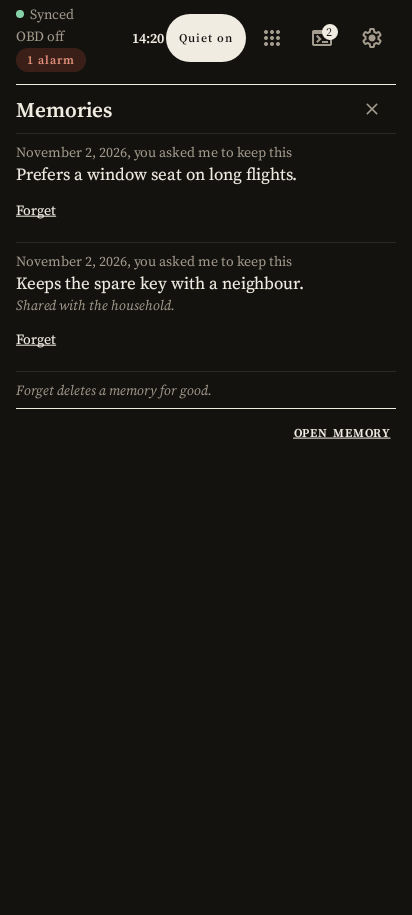 Synced
OBD off
1 alarm
14:20
Quiet on
2
Memories
November 2, 2026, you asked me to keep this
Prefers a window seat on long flights.
Forget
November 2, 2026, you asked me to keep this
Keeps the spare key with a neighbour.
Shared with the household.
Forget
Forget deletes a memory for good.
OPEN MEMORY